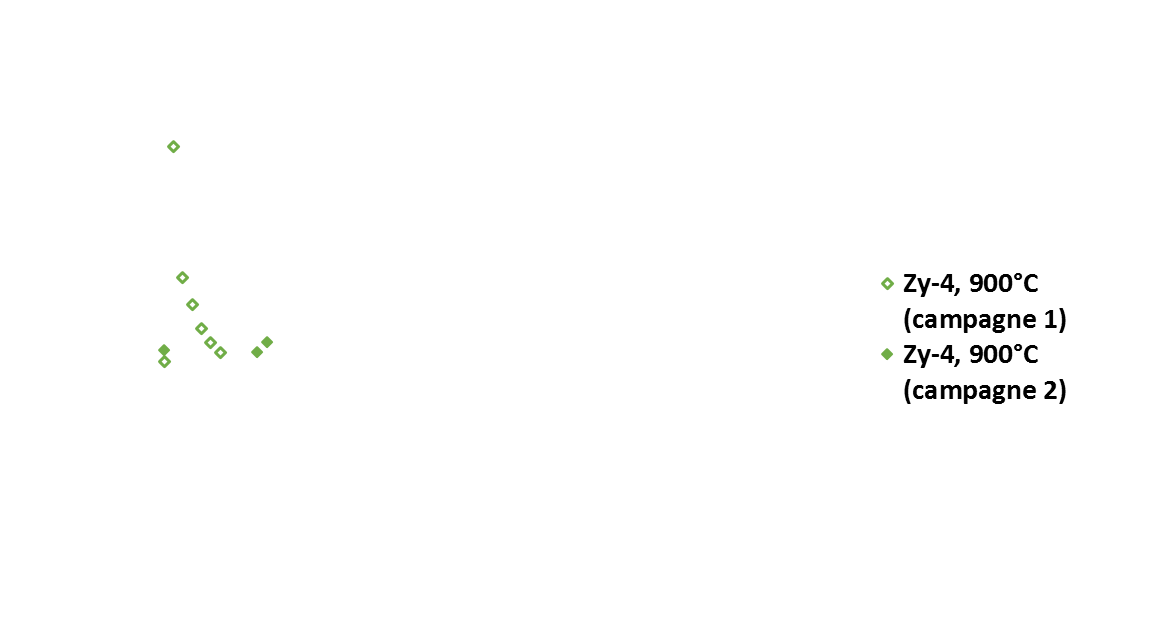 Zy-4, 900°C
(campagne 1)
Zy-4, 900°C
(campagne 2)